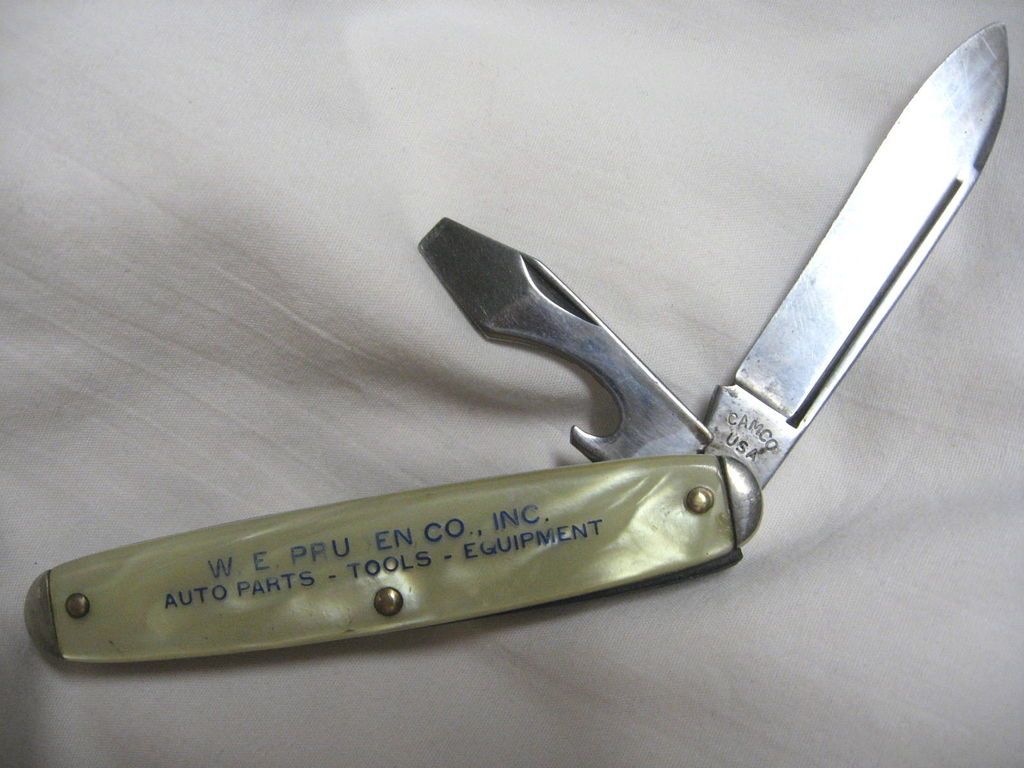 W. E. PRU EN CO., INC.
AUTO PARTS - TOOLS - EQUIPMENT
CAMCO
USA